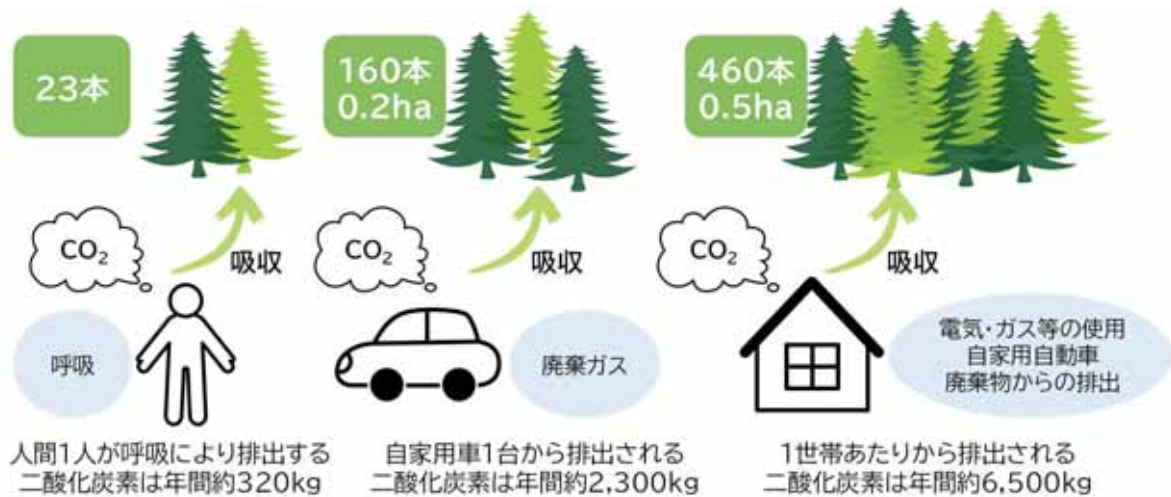 23本
160本
0.2ha
460本
0.5ha
CO₂
吸収
CO₂
吸収
CO₂
吸収
呼吸
廃棄ガス
電気・ガス等の使用
自家用自動車
廃棄物からの排出
人間1人が呼吸により排出する
二酸化炭素は年間約320kg
自家用車1台から排出される
二酸化炭素は年間約2,300kg
1世帯あたりから排出される
二酸化炭素は年間約6,500kg